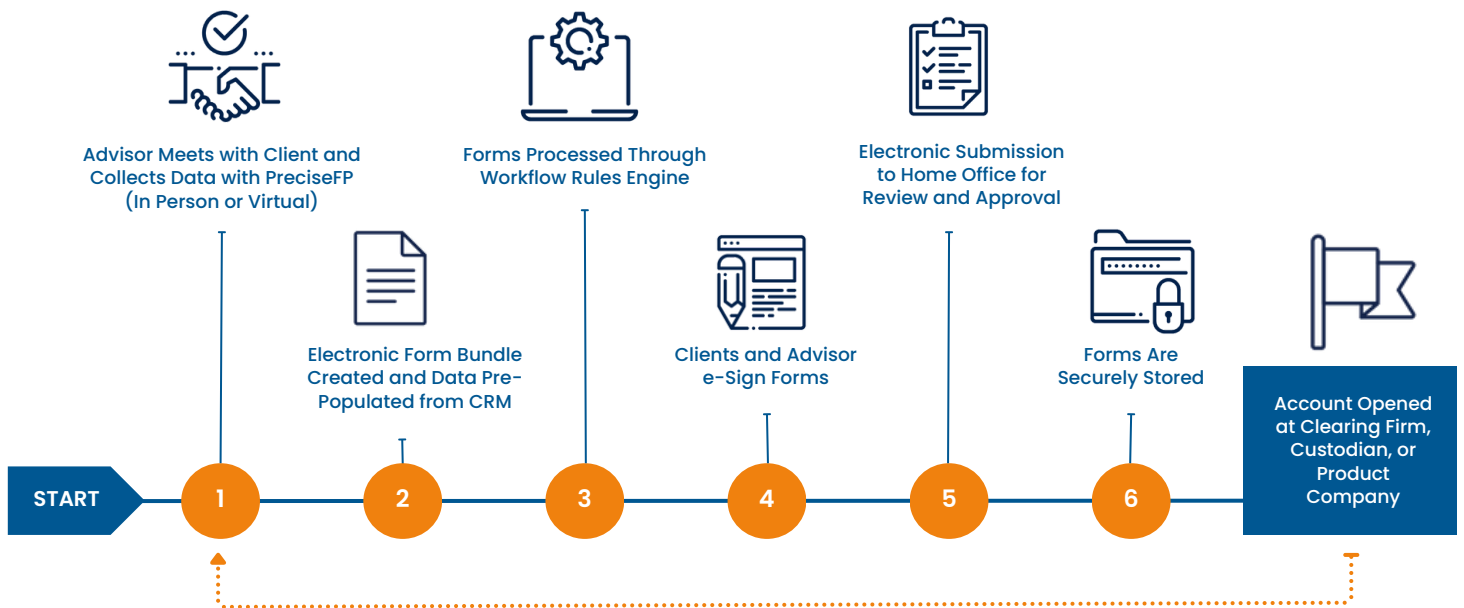 Advisor Meets with Client and
Collects Data with PreciseFP
(In Person or Virtual)
Forms Processed Through
Workflow Rules Engine
Electronic Submission
to Home Office for
Review and Approval
Electronic Form Bundle
Created and Data Pre-
Populated from CRM
Clients and Advisor
e-Sign Forms
Forms Are
Securely Stored
Account Opened
at Clearing Firm,
Custodian, or
Product
Company
START
1
2
3
4
5
6